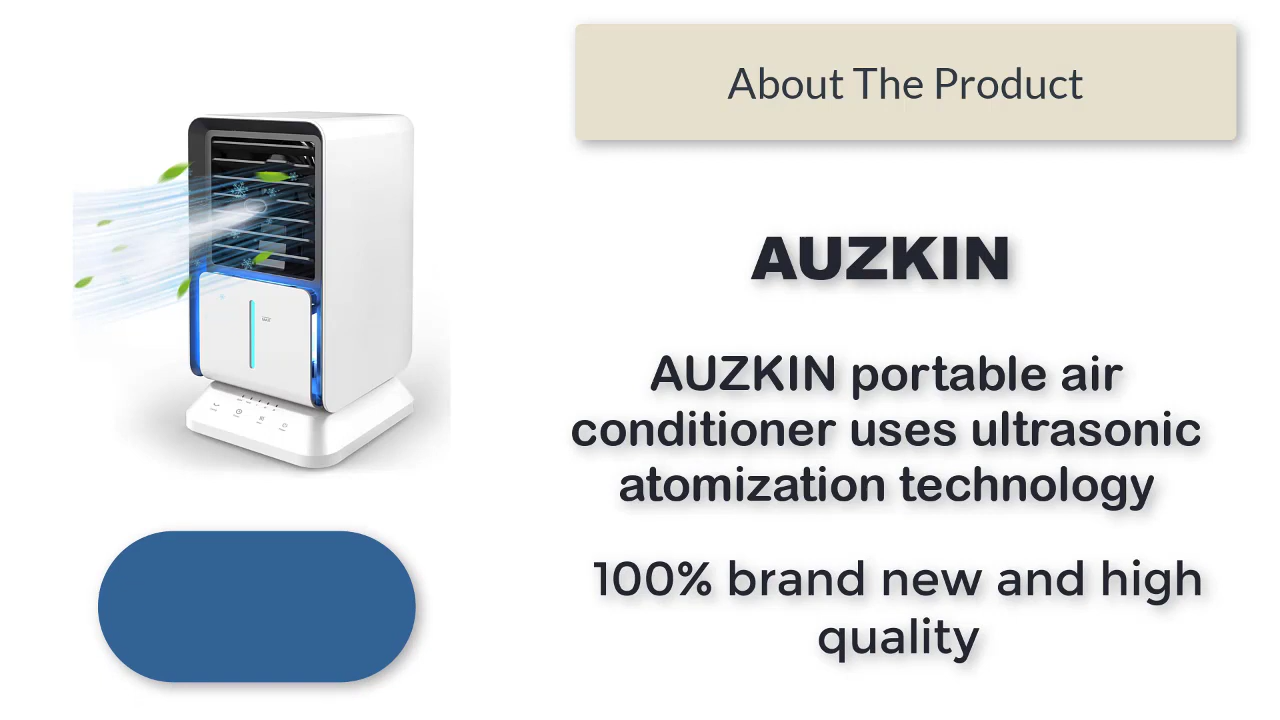 About The Product
AUZKIN
AUZKIN portable air
conditioner uses ultrasonic
atomization technology
100% brand new and high
quality